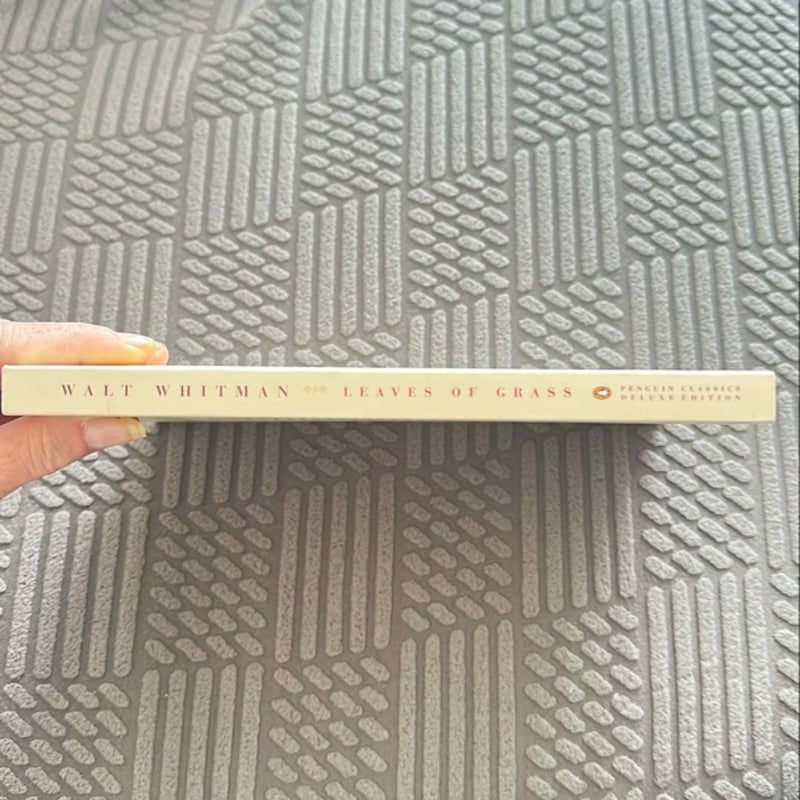 WALT WHITMAN LEAVES OF GRASS
PENGUIN CLASSICS
DELUXE EDITION